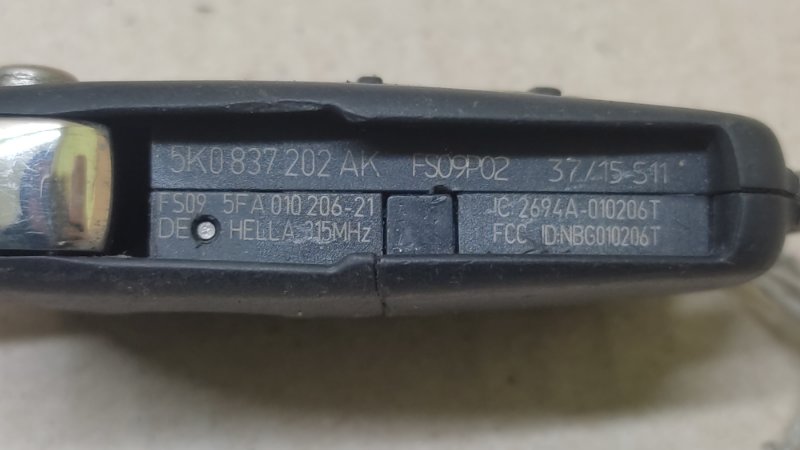 5K0 837 202 AK FS09P02 37/15-511
FS09 5FA 010 206-21
DE HELLA 315MHz
JC 2694A-010206T
FCC ID:NBG010206T